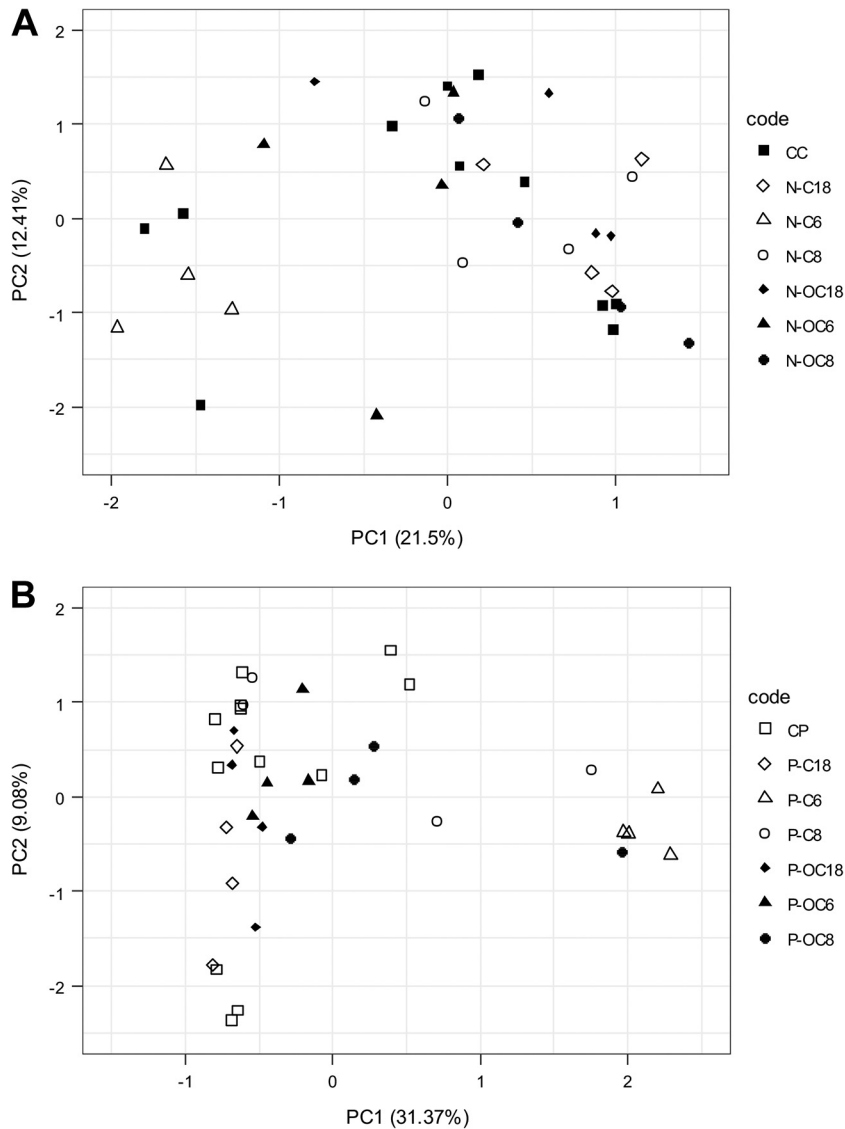 A
2
1
0
-1
-2
PC2 (12.41%)
-2 -1 0 1
PC1 (21.5%)
code
CC
N-C18
N-C6
N-C8
N-OC18
N-OC6
N-OC8
B
2
1
0
-1
-2
PC2 (9.08%)
-1 0 1 2
PC1 (31.37%)
code
CP
P-C18
P-C6
P-C8
P-OC18
P-OC6
P-OC8